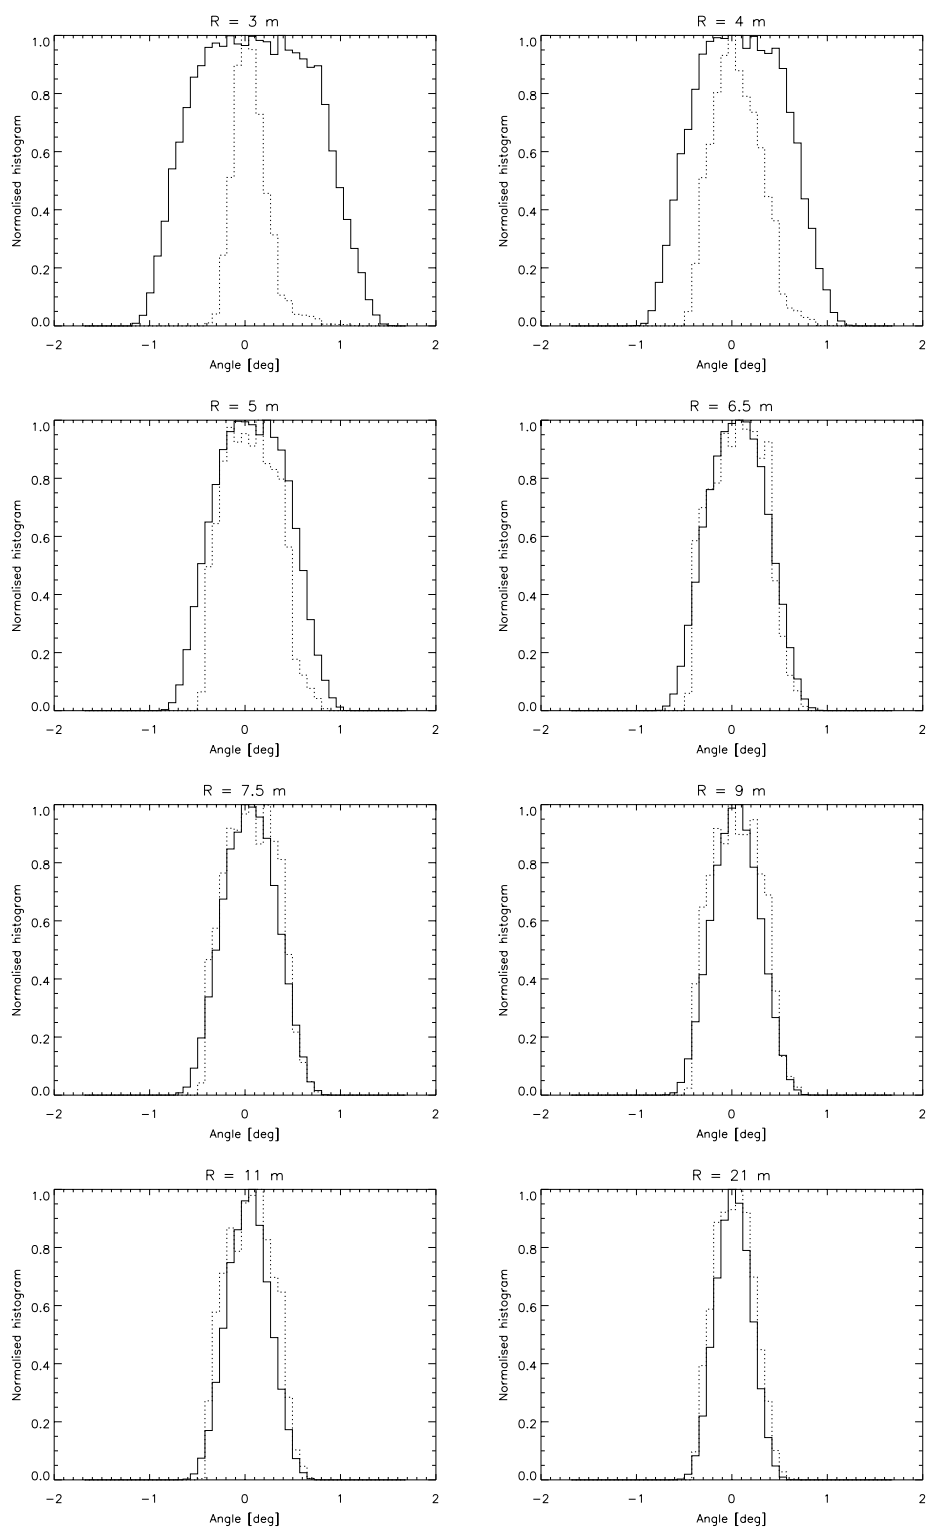 R = 3 m
Normalised histogram
1.0
0.8
0.6
0.4
0.2
0.0
−2 −1 0 1 2
Angle [deg]
R = 4 m
Normalised histogram
1.0
0.8
0.6
0.4
0.2
0.0
−2 −1 0 1 2
Angle [deg]
R = 5 m
Normalised histogram
1.0
0.8
0.6
0.4
0.2
0.0
−2 −1 0 1 2
Angle [deg]
R = 6.5 m
Normalised histogram
1.0
0.8
0.6
0.4
0.2
0.0
−2 −1 0 1 2
Angle [deg]
R = 7.5 m
Normalised histogram
1.0
0.8
0.6
0.4
0.2
0.0
−2 −1 0 1 2
Angle [deg]
R = 9 m
Normalised histogram
1.0
0.8
0.6
0.4
0.2
0.0
−2 −1 0 1 2
Angle [deg]
R = 11 m
Normalised histogram
1.0
0.8
0.6
0.4
0.2
0.0
−2 −1 0 1 2
Angle [deg]
R = 21 m
Normalised histogram
1.0
0.8
0.6
0.4
0.2
0.0
−2 −1 0 1 2
Angle [deg]